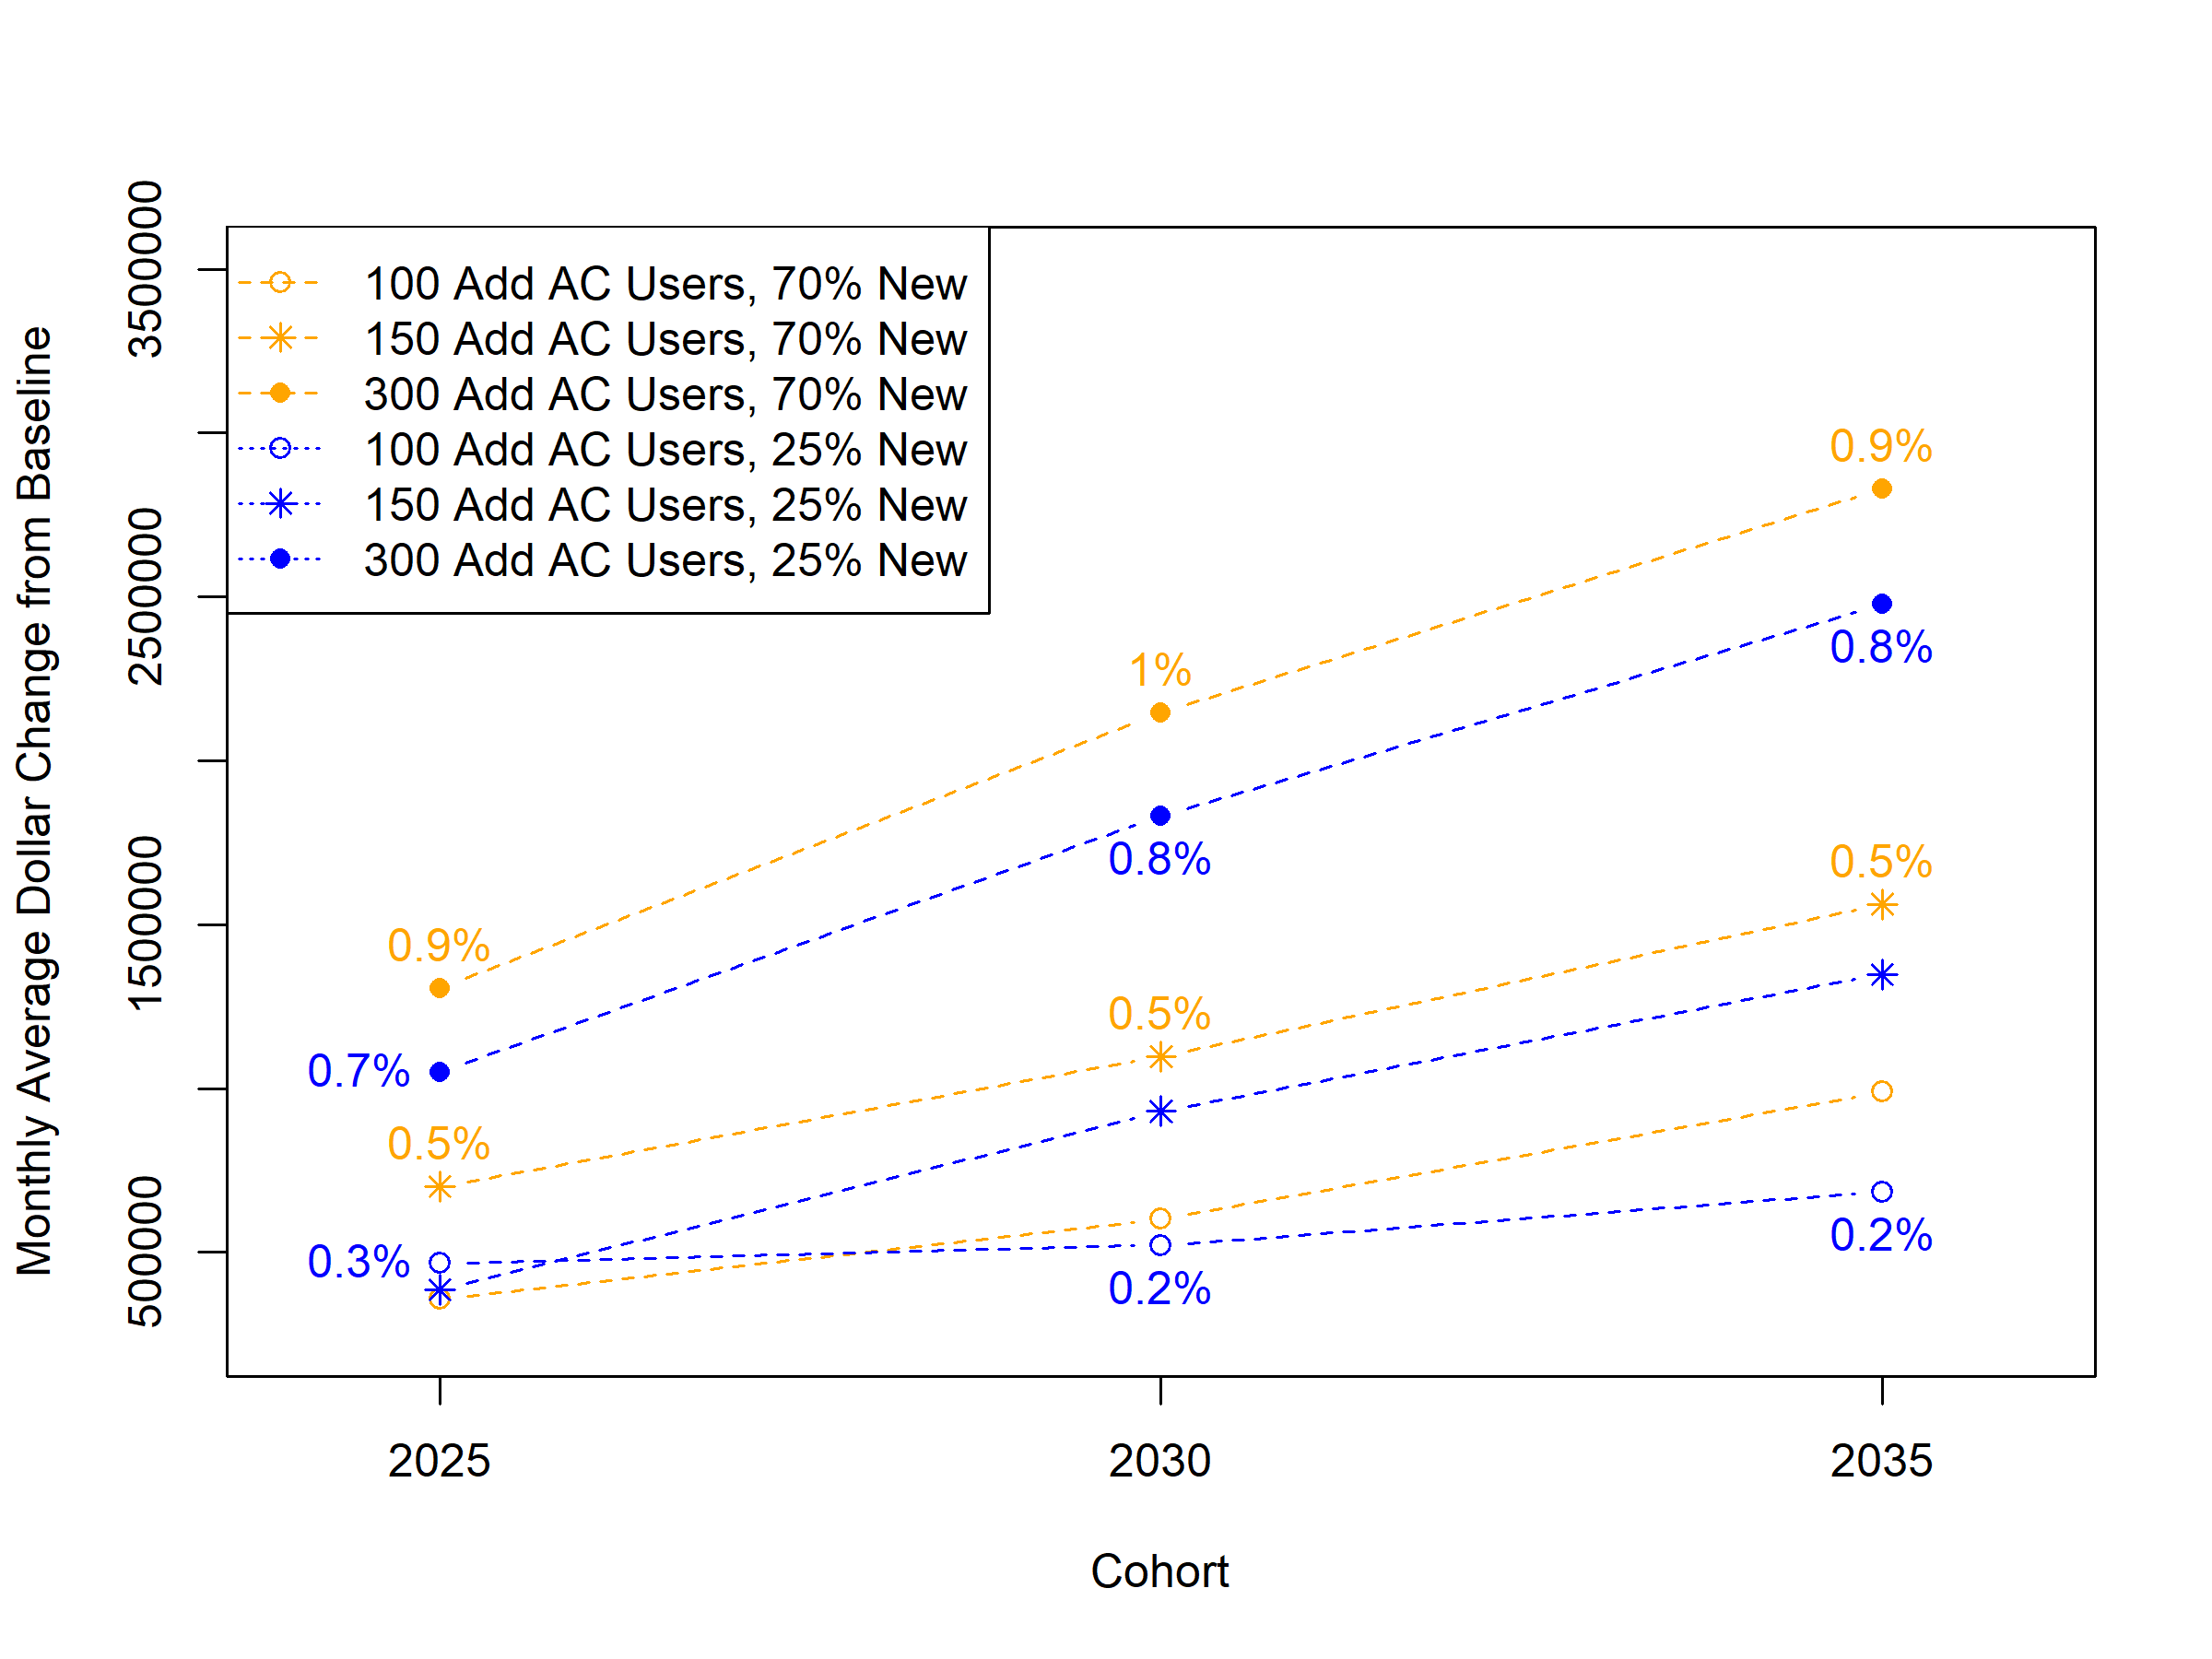 Monthly Average Dollar Change from Baseline
3500000
2500000
1500000
500000
100 Add AC Users, 70% New
150 Add AC Users, 70% New
300 Add AC Users, 70% New
100 Add AC Users, 25% New
150 Add AC Users, 25% New
300 Add AC Users, 25% New
0.9%
0.8%
1%
0.8%
0.5%
0.9%
0.5%
0.7%
0.5%
0.3%
0.2%
0.2%
2025 2030 2035
Cohort